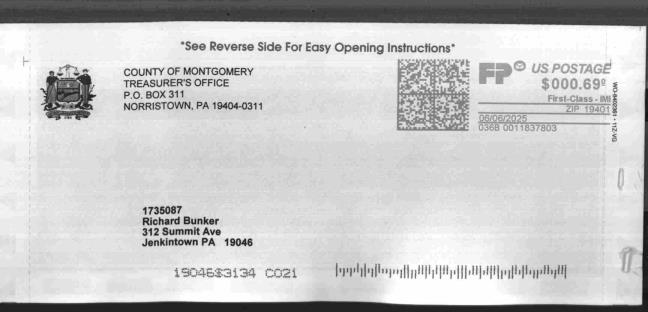 *See Reverse Side For Easy Opening Instructions*
COUNTY OF MONTGOMERY
TREASURER'S OFFICE
P.O. BOX 311
NORRISTOWN, PA 19404-0311
FP US POSTAGE
$000.69⁰
First-Class - IMI
ZIP 19401
06/06/2025
036B 0011837803
1735087
Richard Bunker
312 Summit Ave
Jenkintown PA 19046
19046$3134 C021